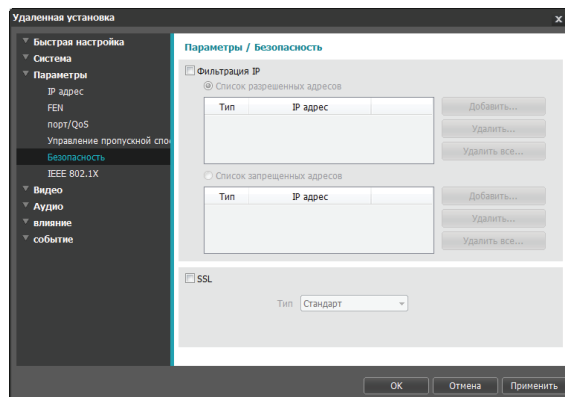 Удаленная установка
x
Быстрая настройка
Система
Параметры
IP адрес
FEN
порт/QoS
Управление пропускной спо
Безопасность
IEEE 802.1X
Видео
Аудио
влияние
событие
Параметры / Безопасность
Фильтрация IP
Список разрешенных адресов
Тип IP адрес
Добавить...
Удалить...
Удалить все...
Список запрещенных адресов
Тип IP адрес
Добавить...
Удалить...
Удалить все...
SSL
Тип Стандарт
OK Отмена Применить